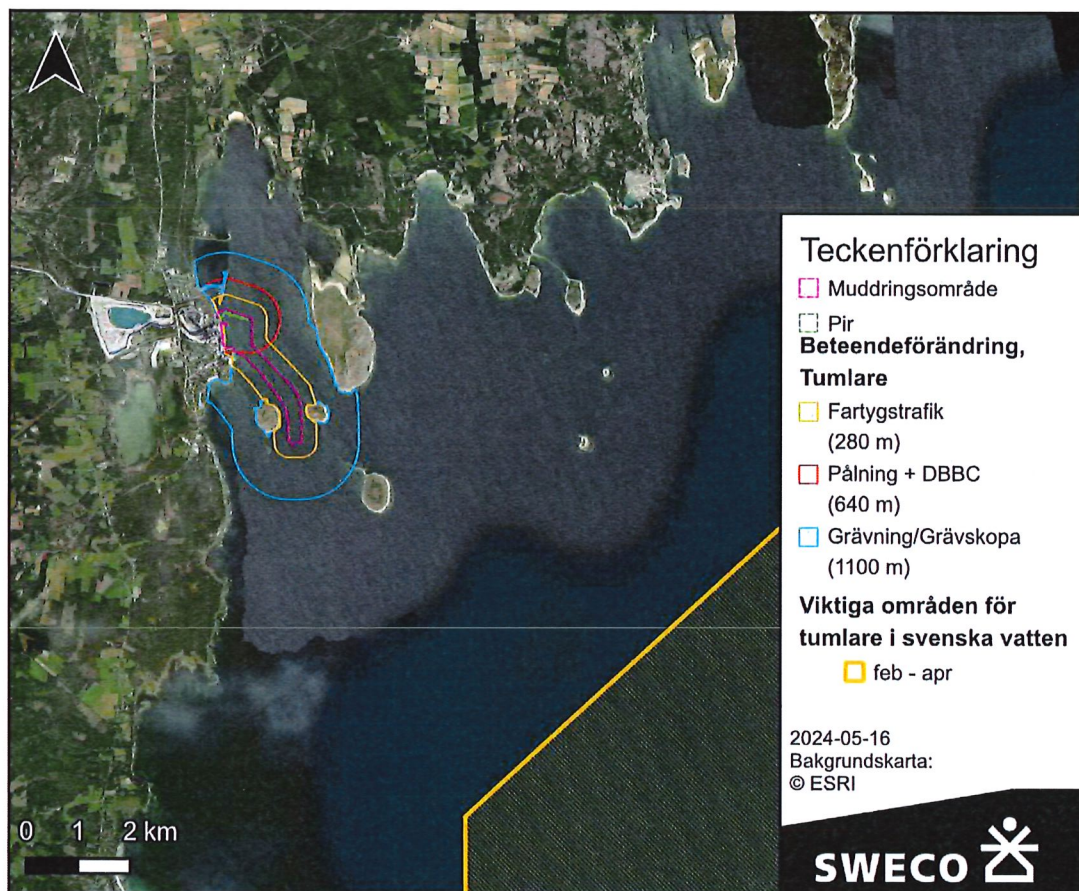 Teckenförklaring
Muddringsområde
Pir
Beteendeförändring,
Tumlare
Fartygstrafik
(280 m)
Pålning + DBBC
(640 m)
Grävning/Grävskopa
(1100 m)
Viktiga områden för
tumlare i svenska vatten
feb - apr
2024-05-16
Bakgrundskarta:
© ESRI
0 1 2 km
SWECO